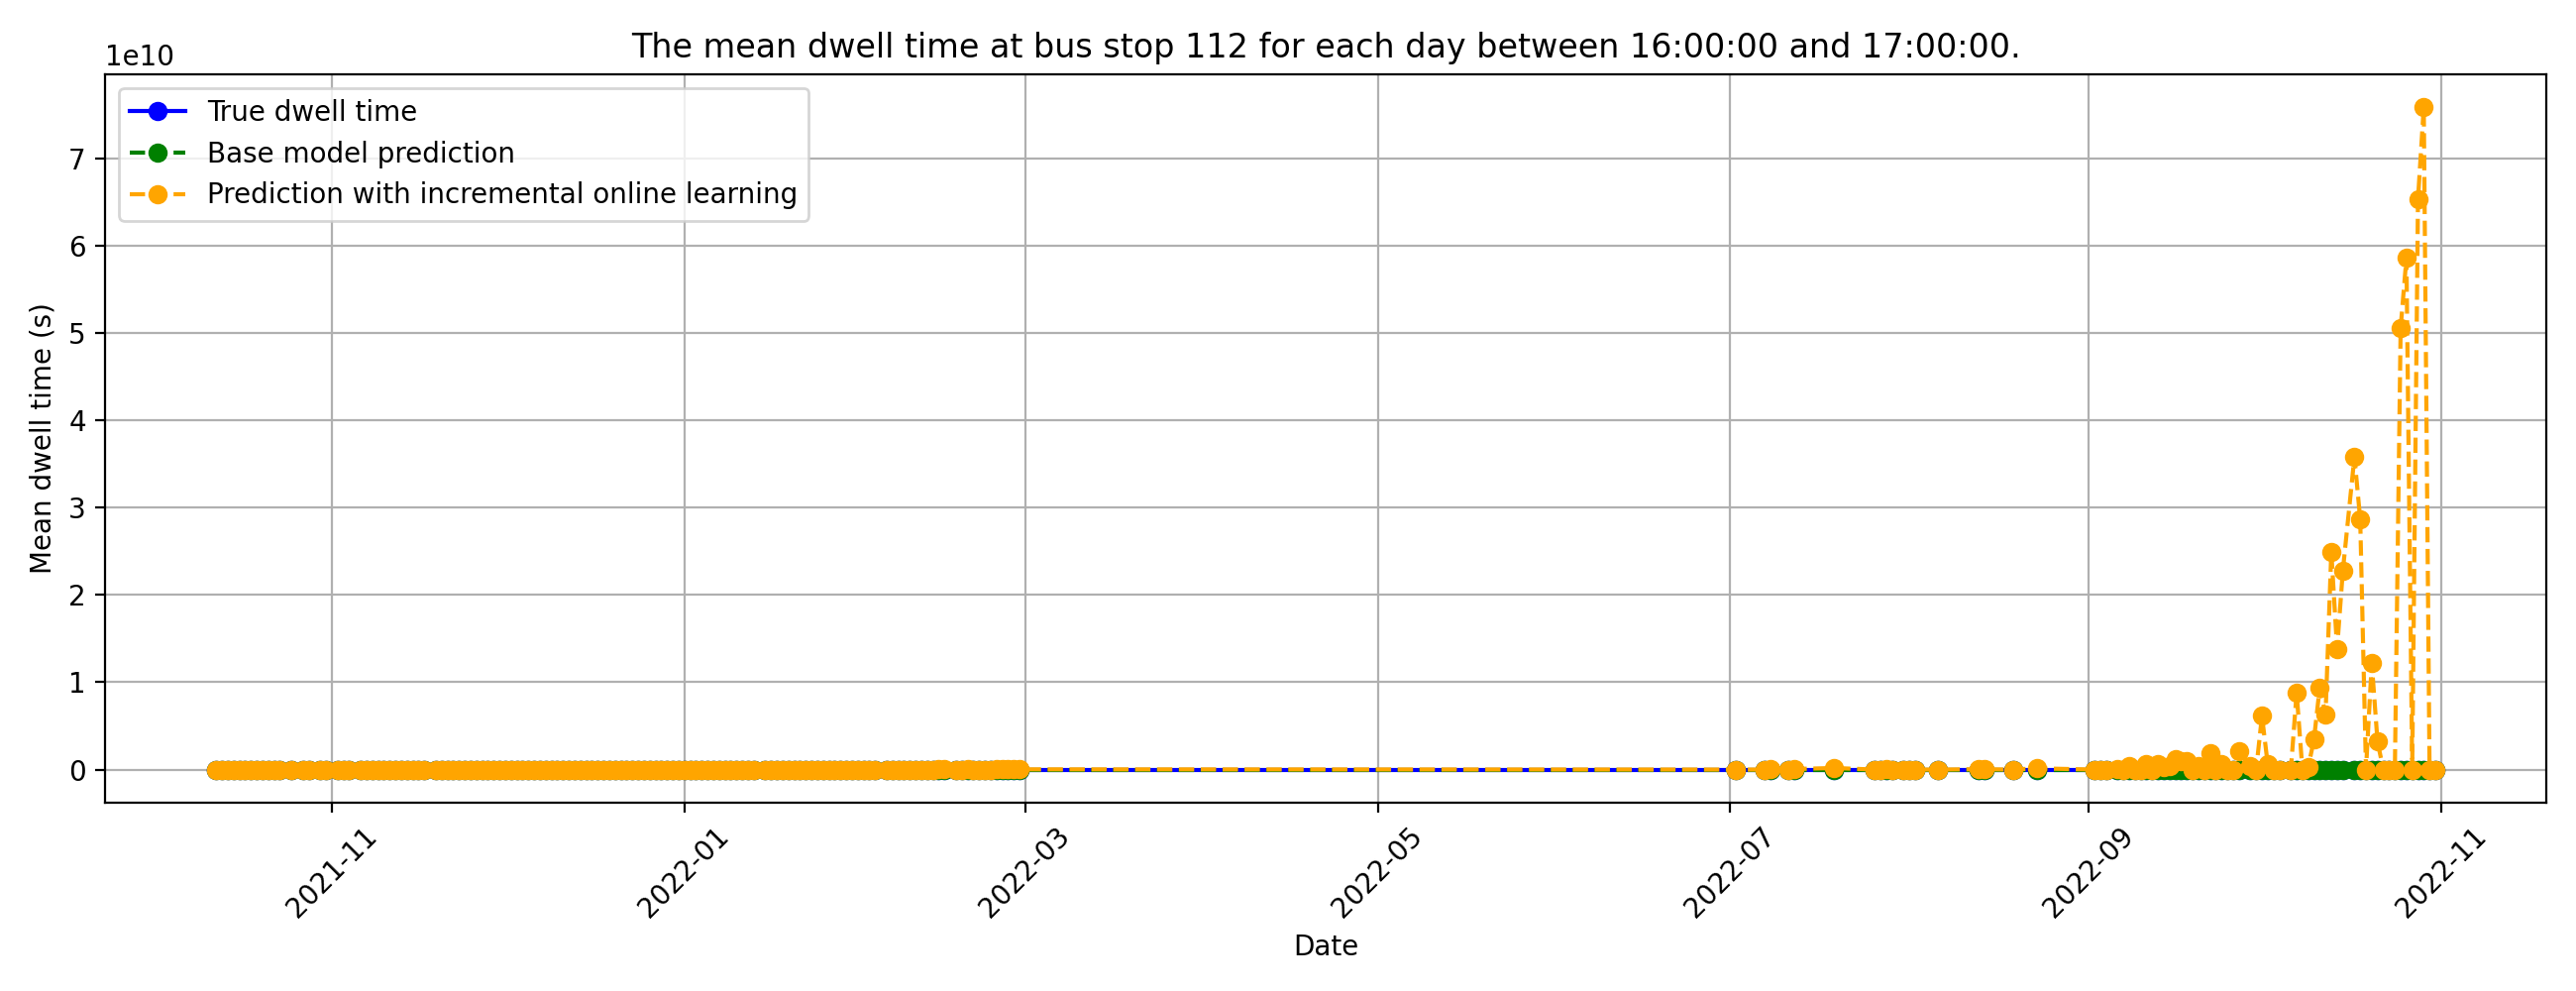 The mean dwell time at bus stop 112 for each day between 16:00:00 and 17:00:00.
1e10
True dwell time
Base model prediction
Prediction with incremental online learning
Mean dwell time (s)
7
6
5
4
3
2
1
0
2021-11
2022-01
2022-03
2022-05
2022-07
2022-09
2022-11
Date